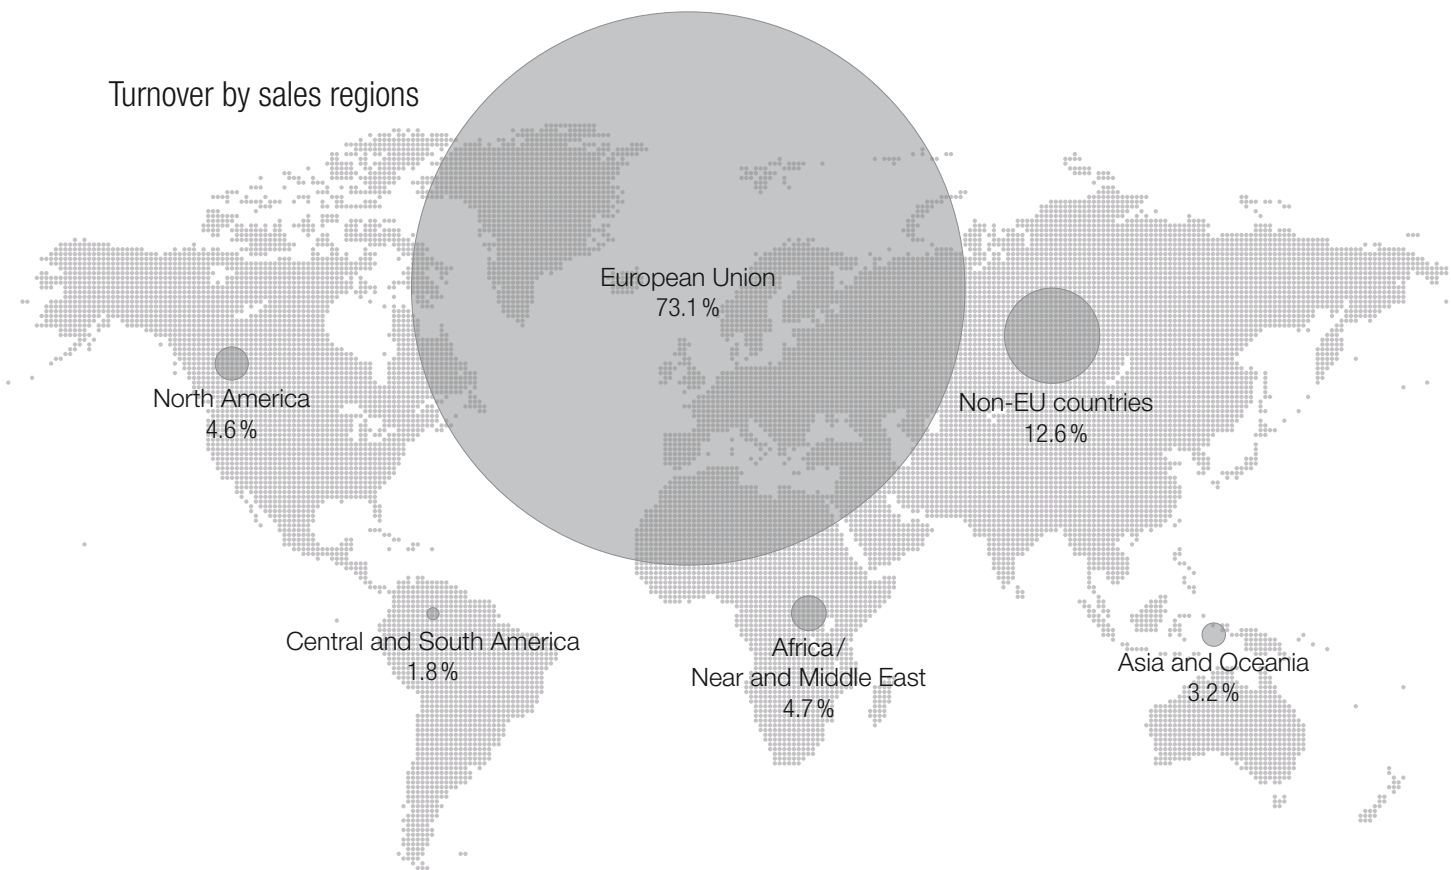 Turnover by sales regions
European Union
73.1 %
North America
4.6 %
Non-EU countries
12.6 %
Central and South America
1.8 %
Africa/
Near and Middle East
4.7 %
Asia and Oceania
3.2 %